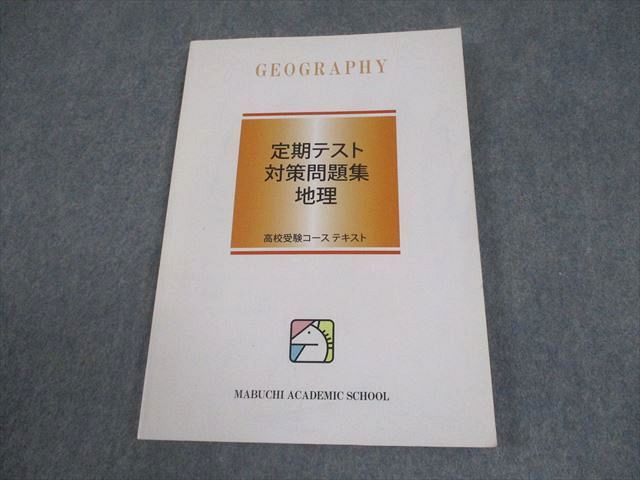 GEOGRAPHY
定期テスト
対策問題集
地理
高校受験コース テキスト
MABUCHI ACADEMIC SCHOOL